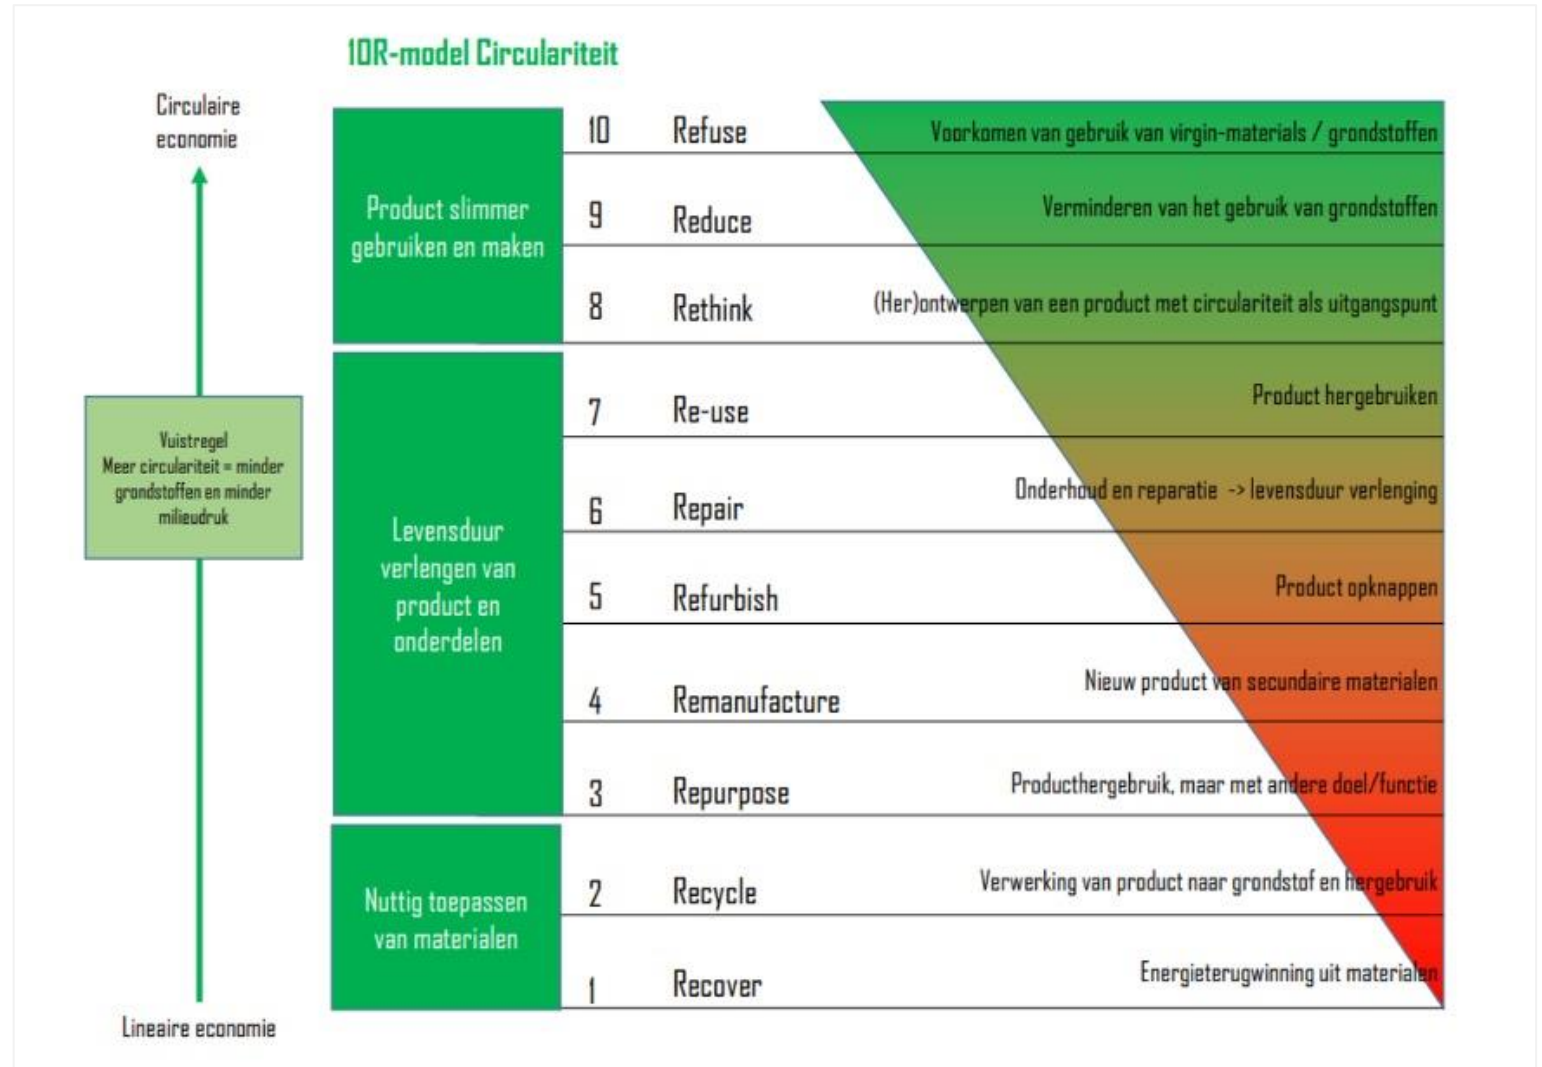 10R-model Circulariteit
Circulaire
economie
Vuistregel
Meer circulariteit = minder
grondstoffen en minder
milieudruk
Lineaire economie
Product slimmer
gebruiken en maken
10 Refuse Voorkomen van gebruik van virgin-materials / grondstoffen
9 Reduce Verminderen van het gebruik van grondstoffen
8 Rethink (Her)ontwerpen van een product met circulariteit als uitgangspunt
Levensduur
verlengen van
product en
onderdelen
7 Re-use Product hergebruiken
6 Repair Onderhoud en reparatie -> levensduur verlenging
5 Refurbish Product opknappen
4 Remanufacture Nieuw product van secundaire materialen
3 Repurpose Producthergebruik, maar met andere doel/functie
Nuttig toepassen
van materialen
2 Recycle Verwerking van product naar grondstof en hergebruik
1 Recover Energieterugwinning uit materialen